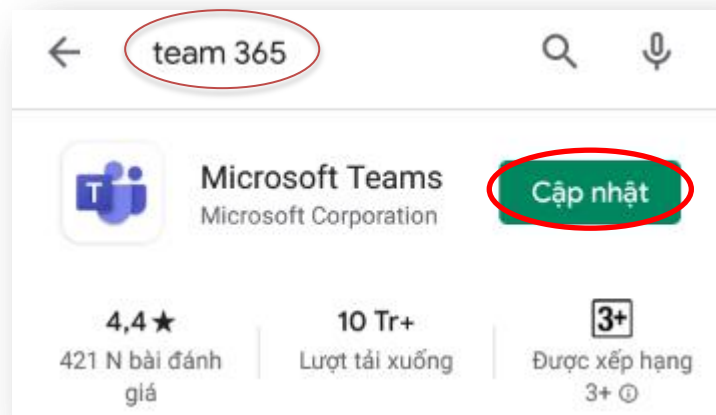 team 365
T
Microsoft Teams
Microsoft Corporation
Cập nhật
4,4★
421 N bài đánh
giá
10 Tr+
Lượt tải xuống
3+
Được xếp hạng
3+ ⓘ